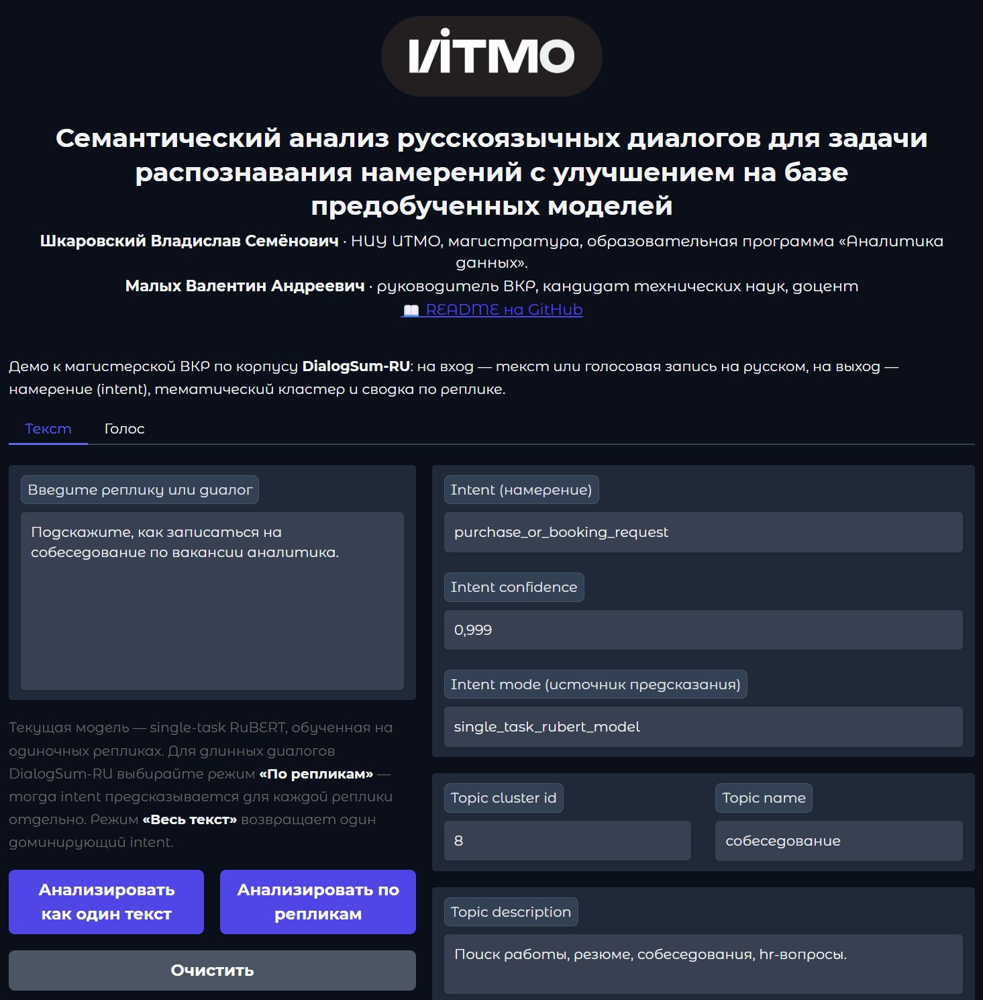 ИТМО
Семантический анализ русскоязычных диалогов для задачи
распознавания намерений с улучшением на базе
предобученных моделей
Шкаровский Владислав Семёнович · НИУ ИТМО, магистратура, образовательная программа «Аналитика
данных».
Малых Валентин Андреевич · руководитель ВКР, кандидат технических наук, доцент
README на GitHub
Демо к магистерской ВКР по корпусу DialogSum-RU: на вход — текст или голосовая запись на русском, на выход —
намерение (intent), тематический кластер и сводка по реплике.
Текст
Голос
Введите реплику или диалог
Подскажите, как записаться на
собеседование по вакансии аналитика.
Текущая модель — single-task RuBERT, обученная на
одиночных репликах. Для длинных диалогов
DialogSum-RU выбирайте режим «По репликам» —
тогда intent предсказывается для каждой реплики
отдельно. Режим «Весь текст» возвращает один
доминирующий intent.
Анализировать
как один текст
Анализировать по
репликам
Очистить
Intent (намерение)
purchase_or_booking_request
Intent confidence
0,999
Intent mode (источник предсказания)
single_task_rubert_model
Topic cluster id
8
Topic name
собеседование
Topic description
Поиск работы, резюме, собеседования, hr-вопросы.